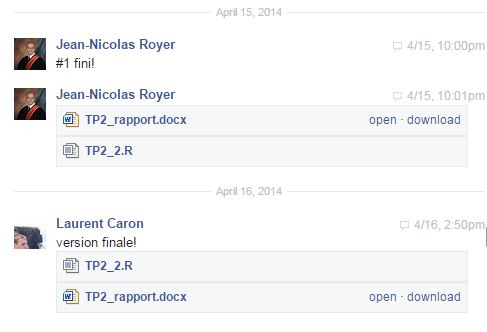 April 15, 2014
Jean-Nicolas Royer 4/15, 10:00pm
#1 fini!
Jean-Nicolas Royer 4/15, 10:01pm
TP2_rapport.docx open · download
TP2_2.R
April 16, 2014
Laurent Caron 4/16, 2:50pm
version finale!
TP2_2.R
TP2_rapport.docx open · download